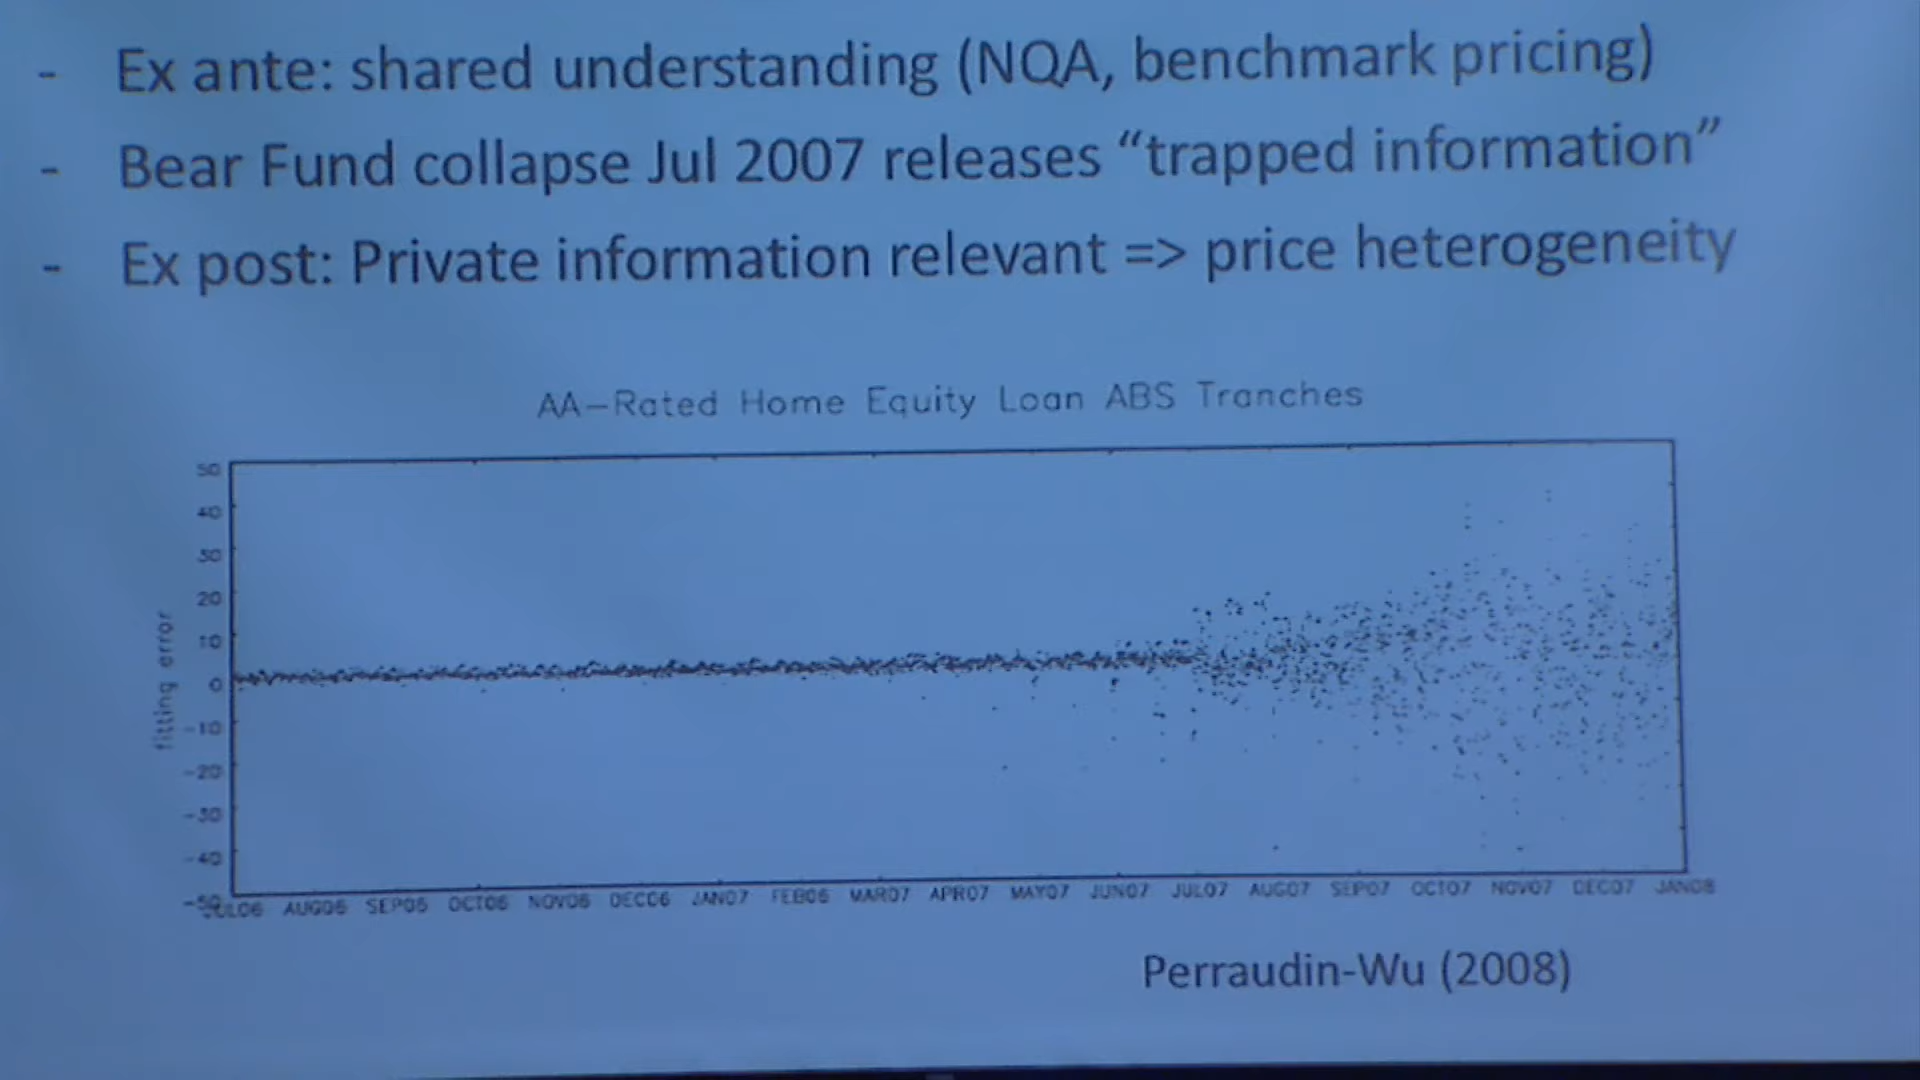 - Ex ante: shared understanding (NQA, benchmark pricing)
- Bear Fund collapse Jul 2007 releases “trapped information”
- Ex post: Private information relevant => price heterogeneity
AA-Rated Home Equity Loan ABS Tranches
50
40
30
20
10
0
-10
-20
-30
-40
-50
fitting error
JUL06 AUG06 SEP06 OCT06 NOV06 DEC06 JAN07 FEB06 MAR07 APR07 MAY07 JUN07 JUL07 AUG07 SEP07 OCT07 NOV07 DEC07 JAN08
Perraudin-Wu (2008)